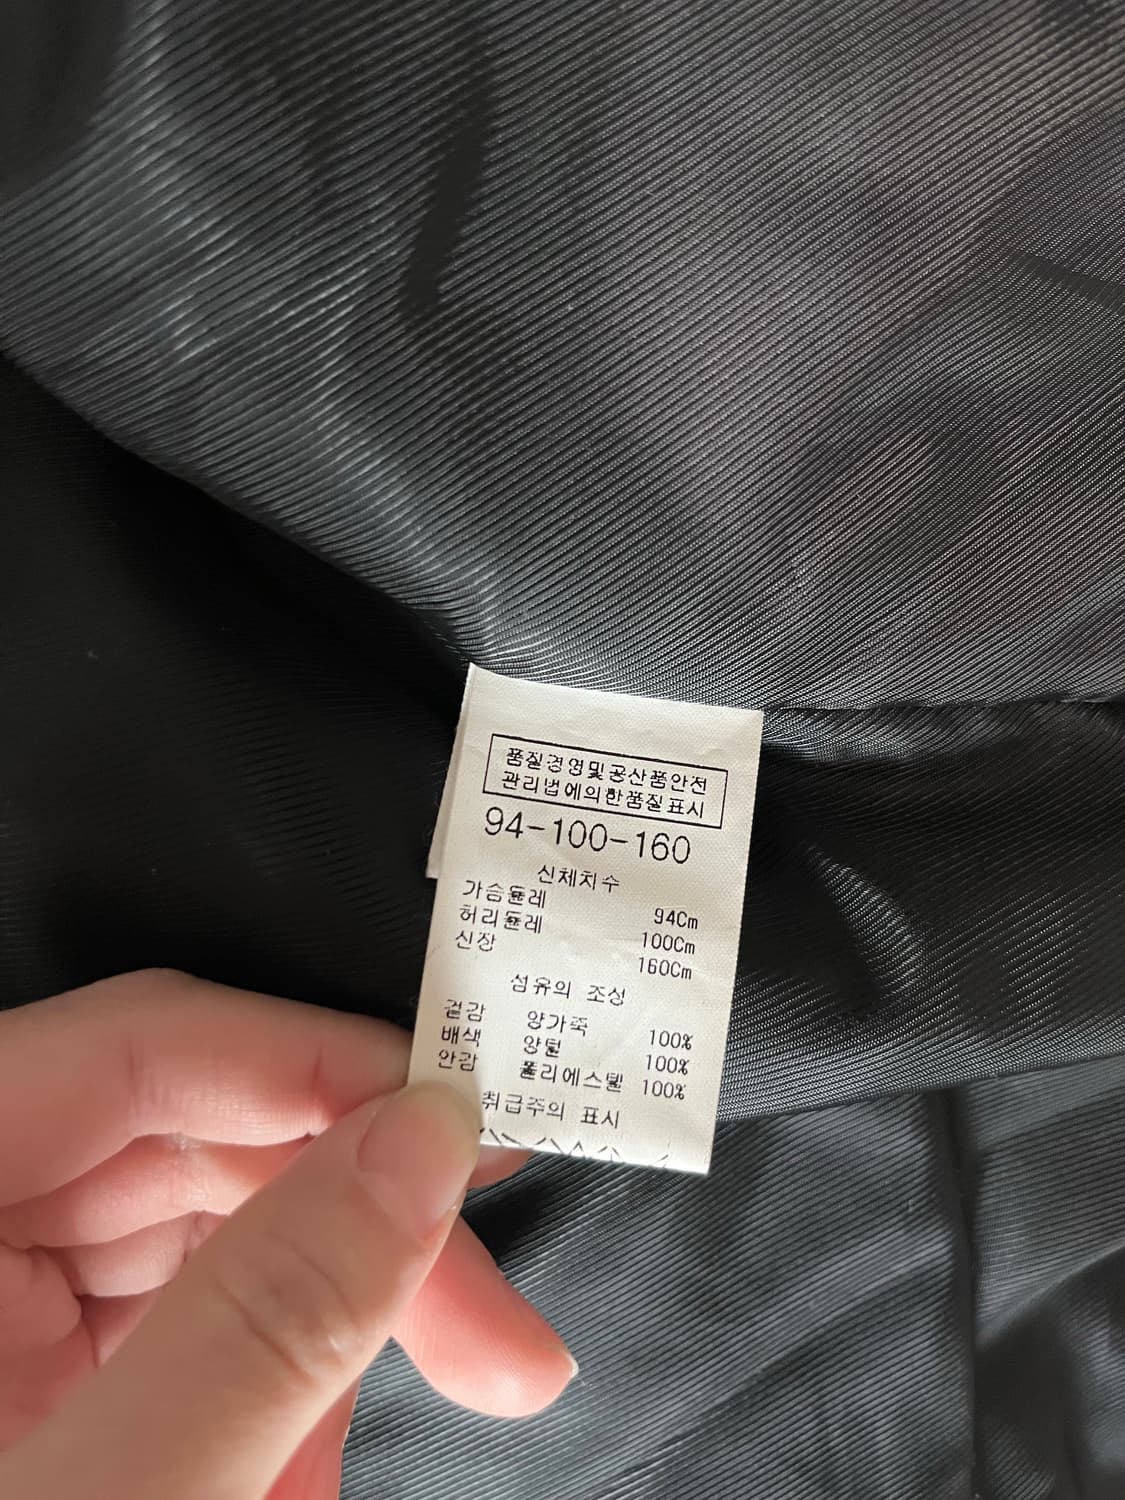 품질경영및공산품안전
관리법에의한품질표시
94-100-160
신체치수
가슴둘레 94Cm
허리둘레 100Cm
신장 160Cm
섬유의 조성
겉감 양가죽 100%
배색 양털 100%
안감 폴리에스텔 100%
취급주의 표시